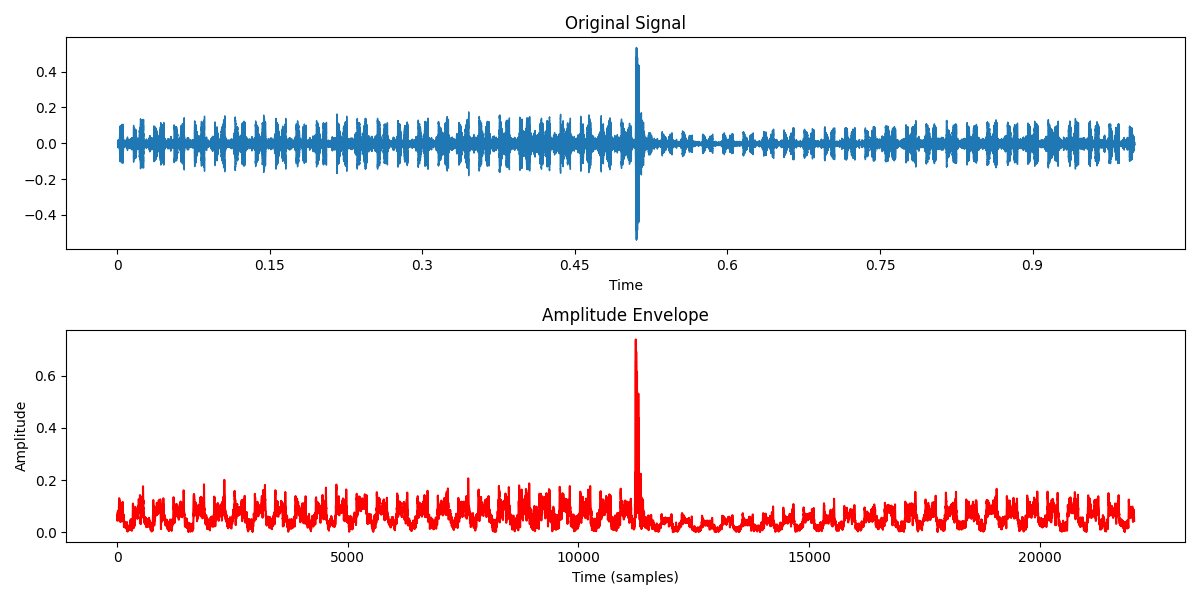 Original Signal
0.4
0.2
0.0
−0.2
−0.4
0 0.15 0.3 0.45 0.6 0.75 0.9
Time
Amplitude Envelope
Amplitude
0.6
0.4
0.2
0.0
0 5000 10000 15000 20000
Time (samples)